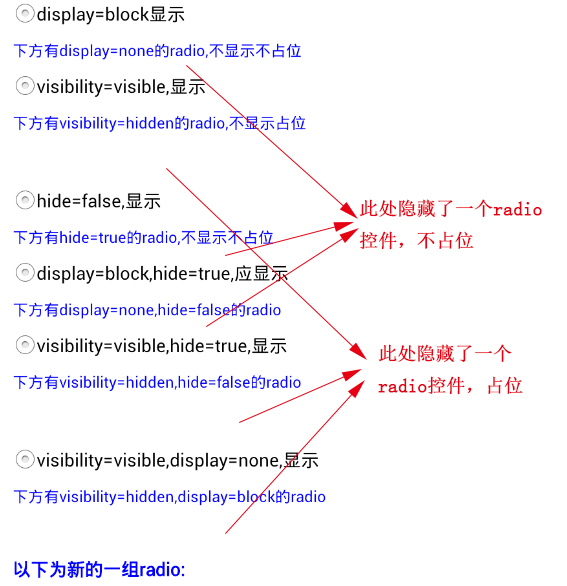 display=block显示
下方有display=none的radio,不显示不占位
visibility=visible,显示
下方有visibility=hidden的radio,不显示占位
hide=false,显示
下方有hide=true的radio,不显示不占位
display=block,hide=true,应显示
下方有display=none,hide=false的radio
visibility=visible,hide=true,显示
下方有visibility=hidden,hide=false的radio
visibility=visible,display=none,显示
下方有visibility=hidden,display=block的radio
以下为新的一组radio:
此处隐藏了一个radio
控件，不占位
此处隐藏了一个
radio控件，占位